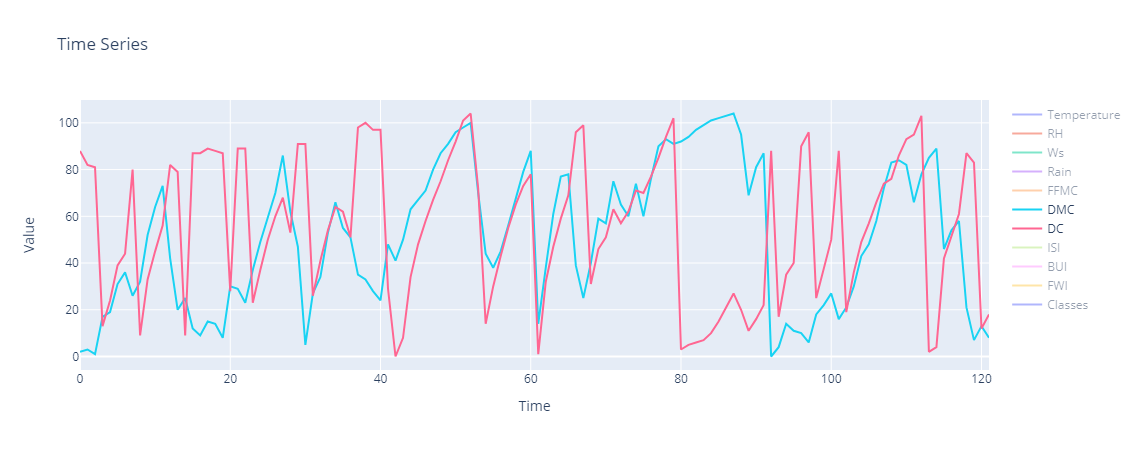 Time Series
Value
100
80
60
40
20
0
0 20 40 60 80 100 120
Time
Temperature
RH
Ws
Rain
FFMC
DMC
DC
ISI
BUI
FWI
Classes